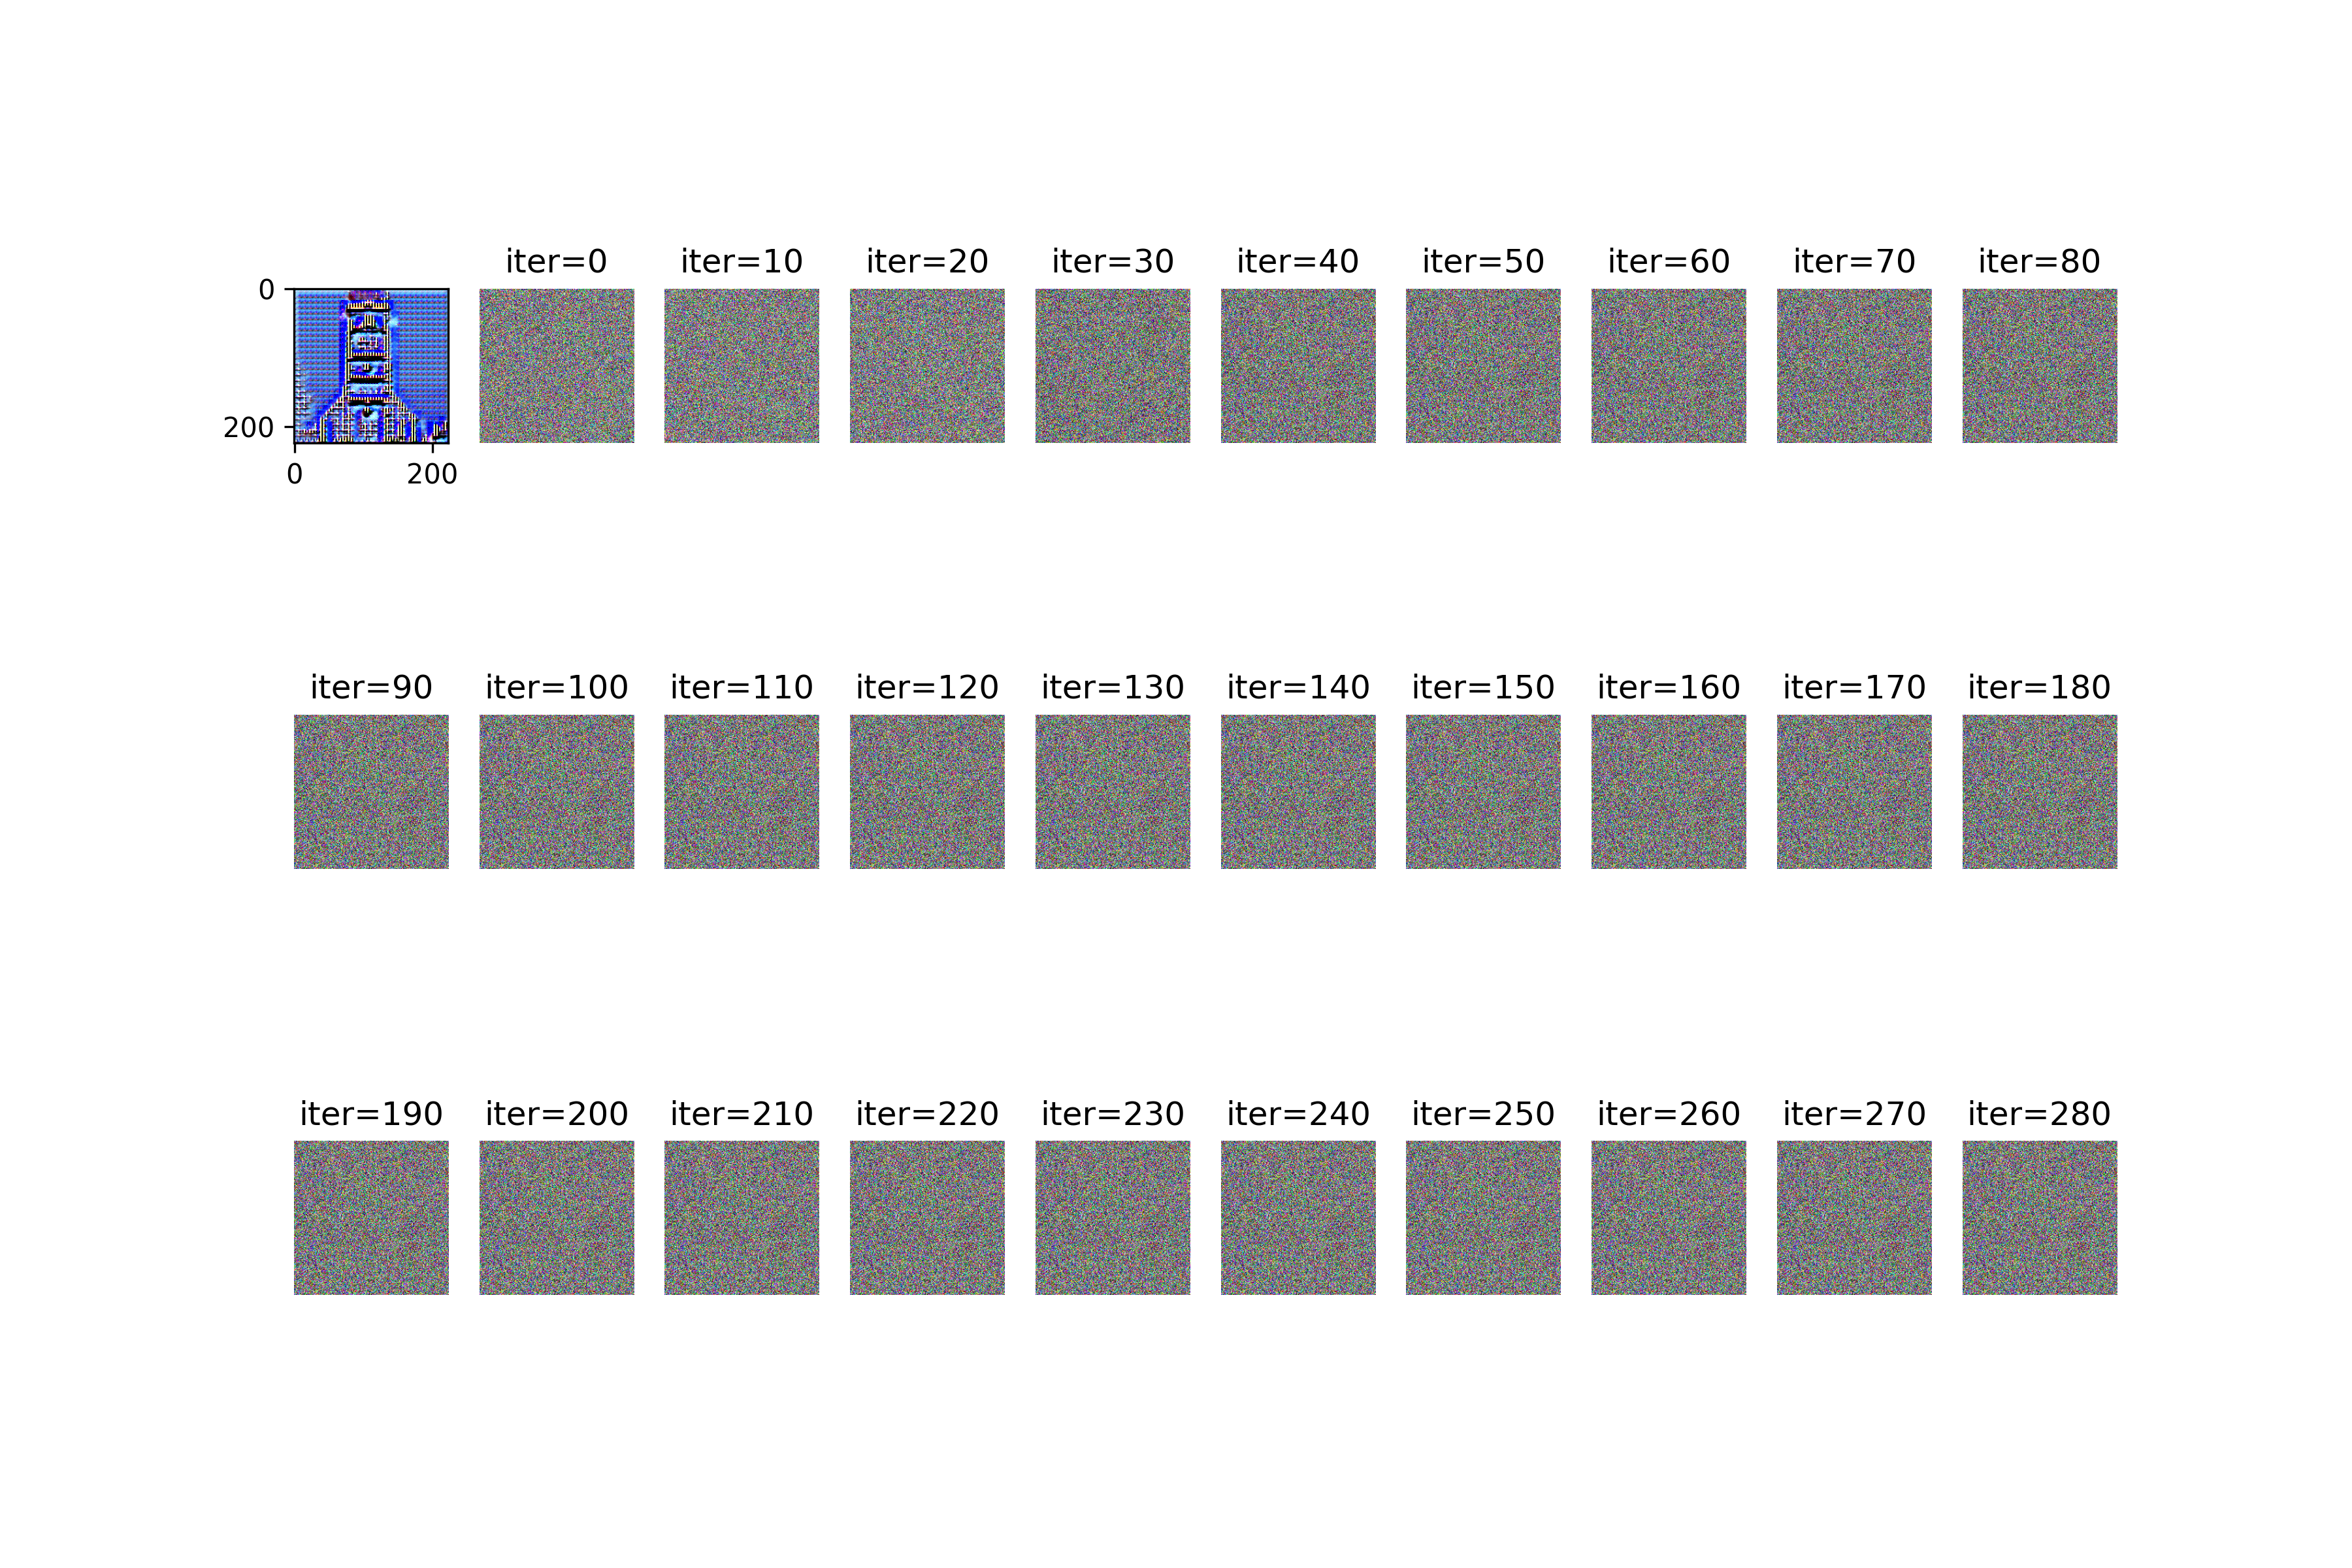 iter=0 iter=10 iter=20 iter=30 iter=40 iter=50 iter=60 iter=70 iter=80
0
200
0 200
iter=90 iter=100 iter=110 iter=120 iter=130 iter=140 iter=150 iter=160 iter=170 iter=180
iter=190 iter=200 iter=210 iter=220 iter=230 iter=240 iter=250 iter=260 iter=270 iter=280